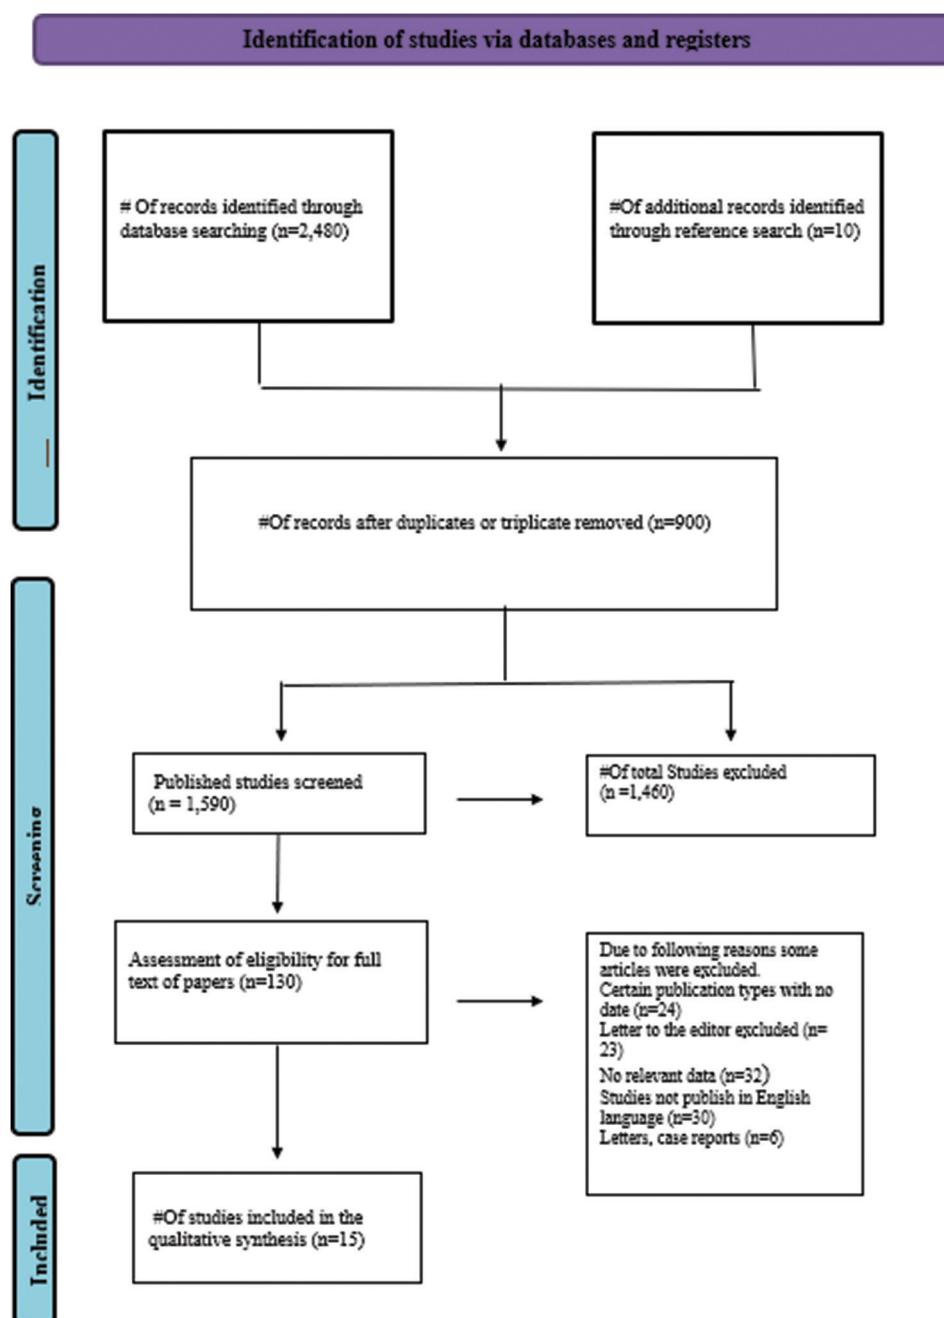 Identification of studies via databases and registers
Identification
# Of records identified through
database searching (n=2,480)
#Of additional records identified
through reference search (n=10)
#Of records after duplicates or triplicate removed (n=900)
Screening
Published studies screened
(n = 1,590)
#Of total Studies excluded
(n =1,460)
Assessment of eligibility for full
text of papers (n=130)
Due to following reasons some
articles were excluded.
Certain publication types with no
date (n=24)
Letter to the editor excluded (n=
23)
No relevant data (n=32)
Studies not publish in English
language (n=30)
Letters, case reports (n=6)
Included
#Of studies included in the
qualitative synthesis (n=15)